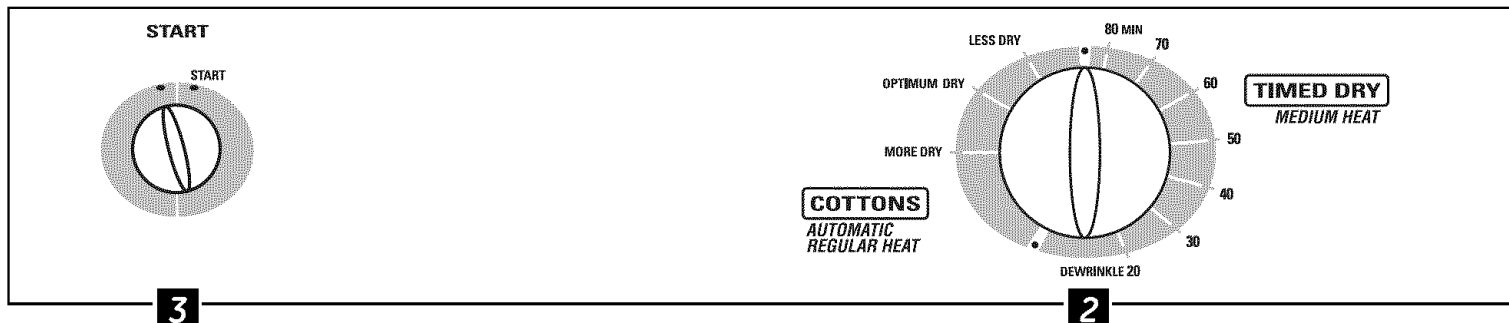 START
START
LESS DRY
OPTIMUM DRY
MORE DRY
COTTONS
AUTOMATIC
REGULAR HEAT
80 MIN
70
60
50
40
30
DEWRINKLE 20
TIMED DRY
MEDIUM HEAT
3
2